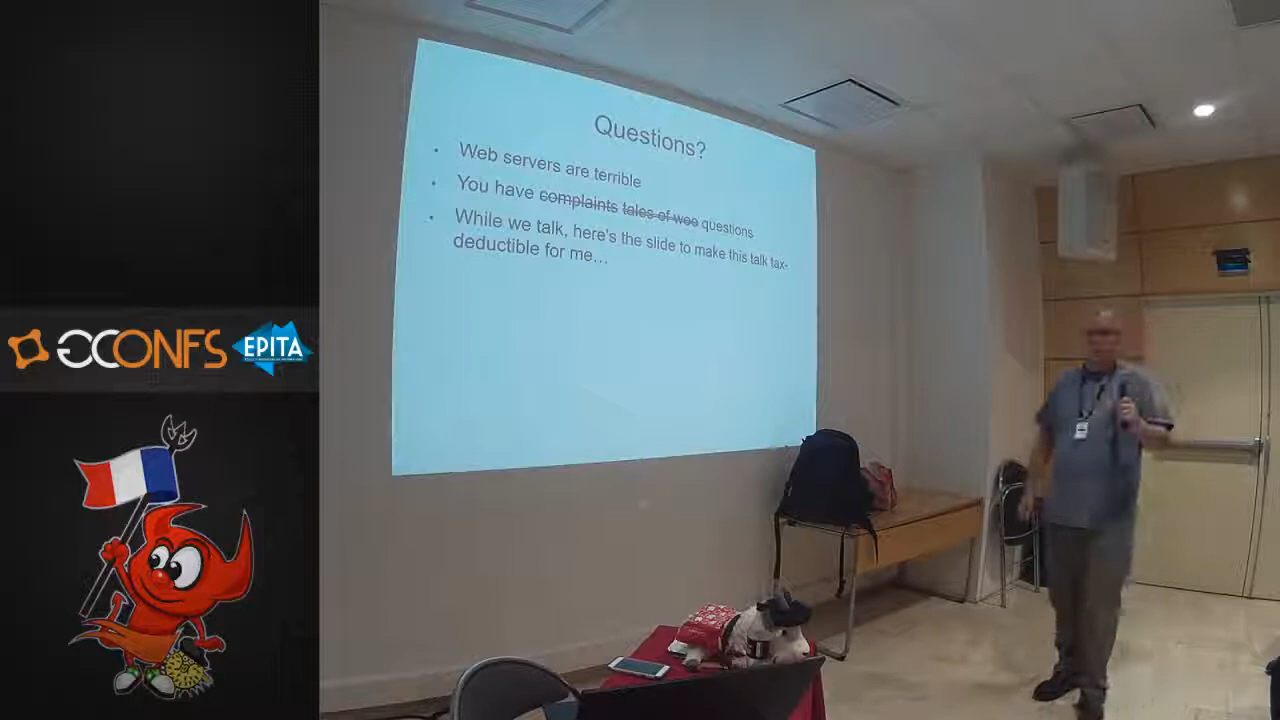 Questions?
• Web servers are terrible
• You have ~~complaints~~ ~~tales of woe~~ questions
• While we talk, here's the slide to make this talk tax-
deductible for me…
GCONFS
EPITA